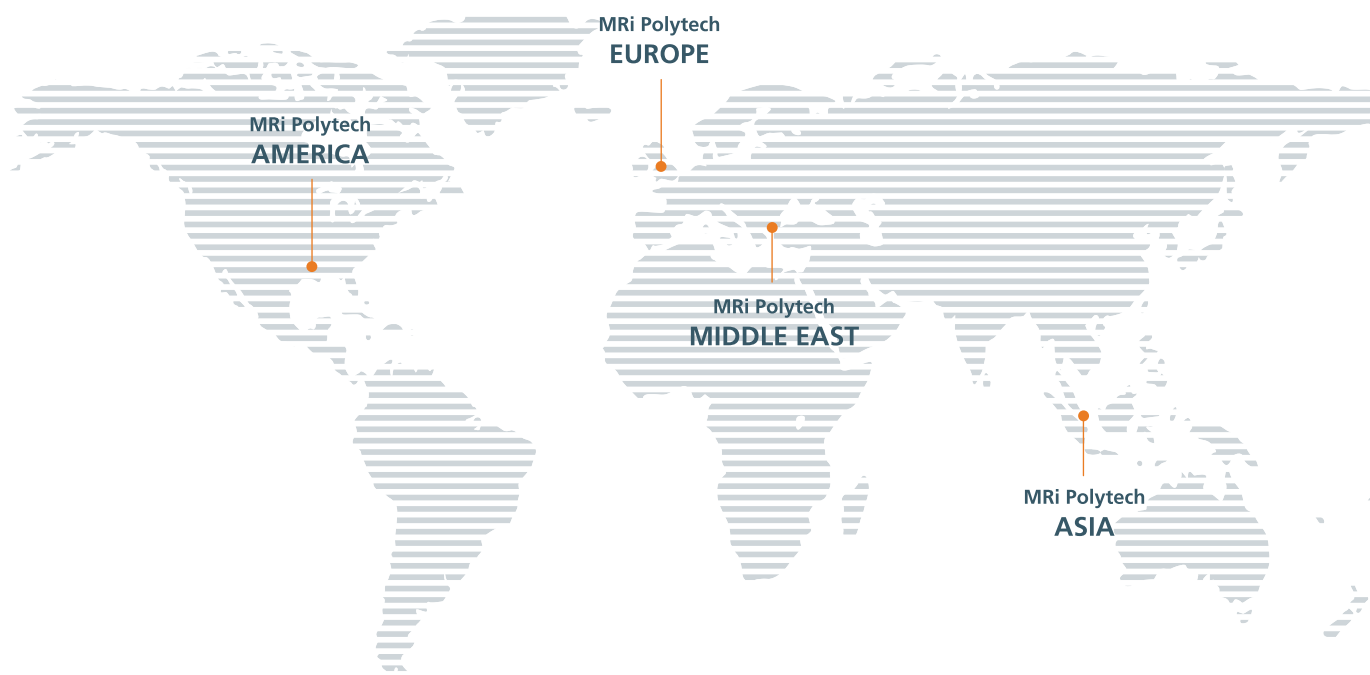 MRi Polytech
EUROPE
MRi Polytech
AMERICA
MRi Polytech
MIDDLE EAST
MRi Polytech
ASIA